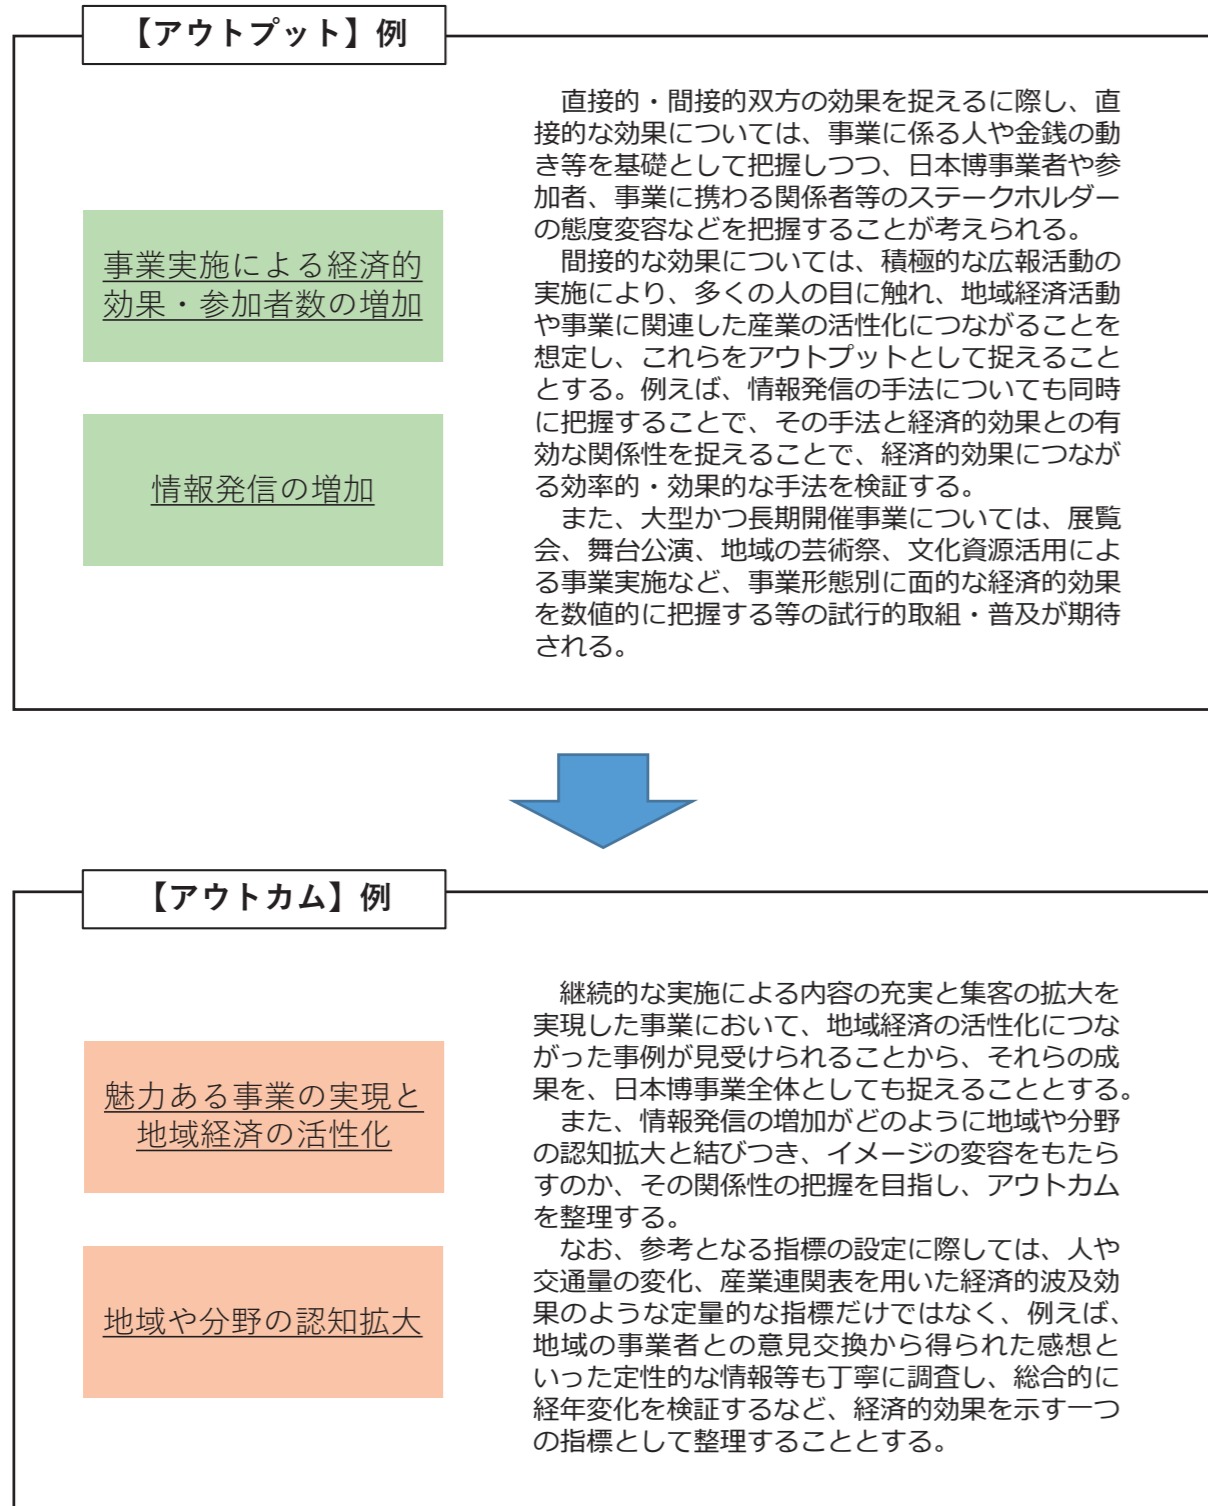 【アウトプット】例
事業実施による経済的
効果・参加者数の増加
情報発信の増加
直接的・間接的双方の効果を捉えるに際し、直
接的な効果については、事業に係る人や金銭の動
き等を基礎として把握しつつ、日本博事業者や参
加者、事業に携わる関係者等のステークホルダー
の態度変容などを把握することが考えられる。
間接的な効果については、積極的な広報活動の
実施により、多くの人の目に触れ、地域経済活動
や事業に関連した産業の活性化につながることを
想定し、これらをアウトプットとして捉えること
とする。例えば、情報発信の手法についても同時
に把握することで、その手法と経済的効果との有
効な関係性を捉えることで、経済的効果につなが
る効率的・効果的な手法を検証する。
また、大型かつ長期開催事業については、展覧
会、舞台公演、地域の芸術祭、文化資源活用によ
る事業実施など、事業形態別に面的な経済的効果
を数値的に把握する等の試行的取組・普及が期待
される。
【アウトカム】例
魅力ある事業の実現と
地域経済の活性化
地域や分野の認知拡大
継続的な実施による内容の充実と集客の拡大を
実現した事業において、地域経済の活性化につな
がった事例が見受けられることから、それらの成
果を、日本博事業全体としても捉えることとする。
また、情報発信の増加がどのように地域や分野
の認知拡大と結びつき、イメージの変容をもたら
すのか、その関係性の把握を目指し、アウトカム
を整理する。
なお、参考となる指標の設定に際しては、人や
交通量の変化、産業連関表を用いた経済的波及効
果のような定量的な指標だけではなく、例えば、
地域の事業者との意見交換から得られた感想と
いった定性的な情報等も丁寧に調査し、総合的に
経年変化を検証するなど、経済的効果を示す一つ
の指標として整理することとする。